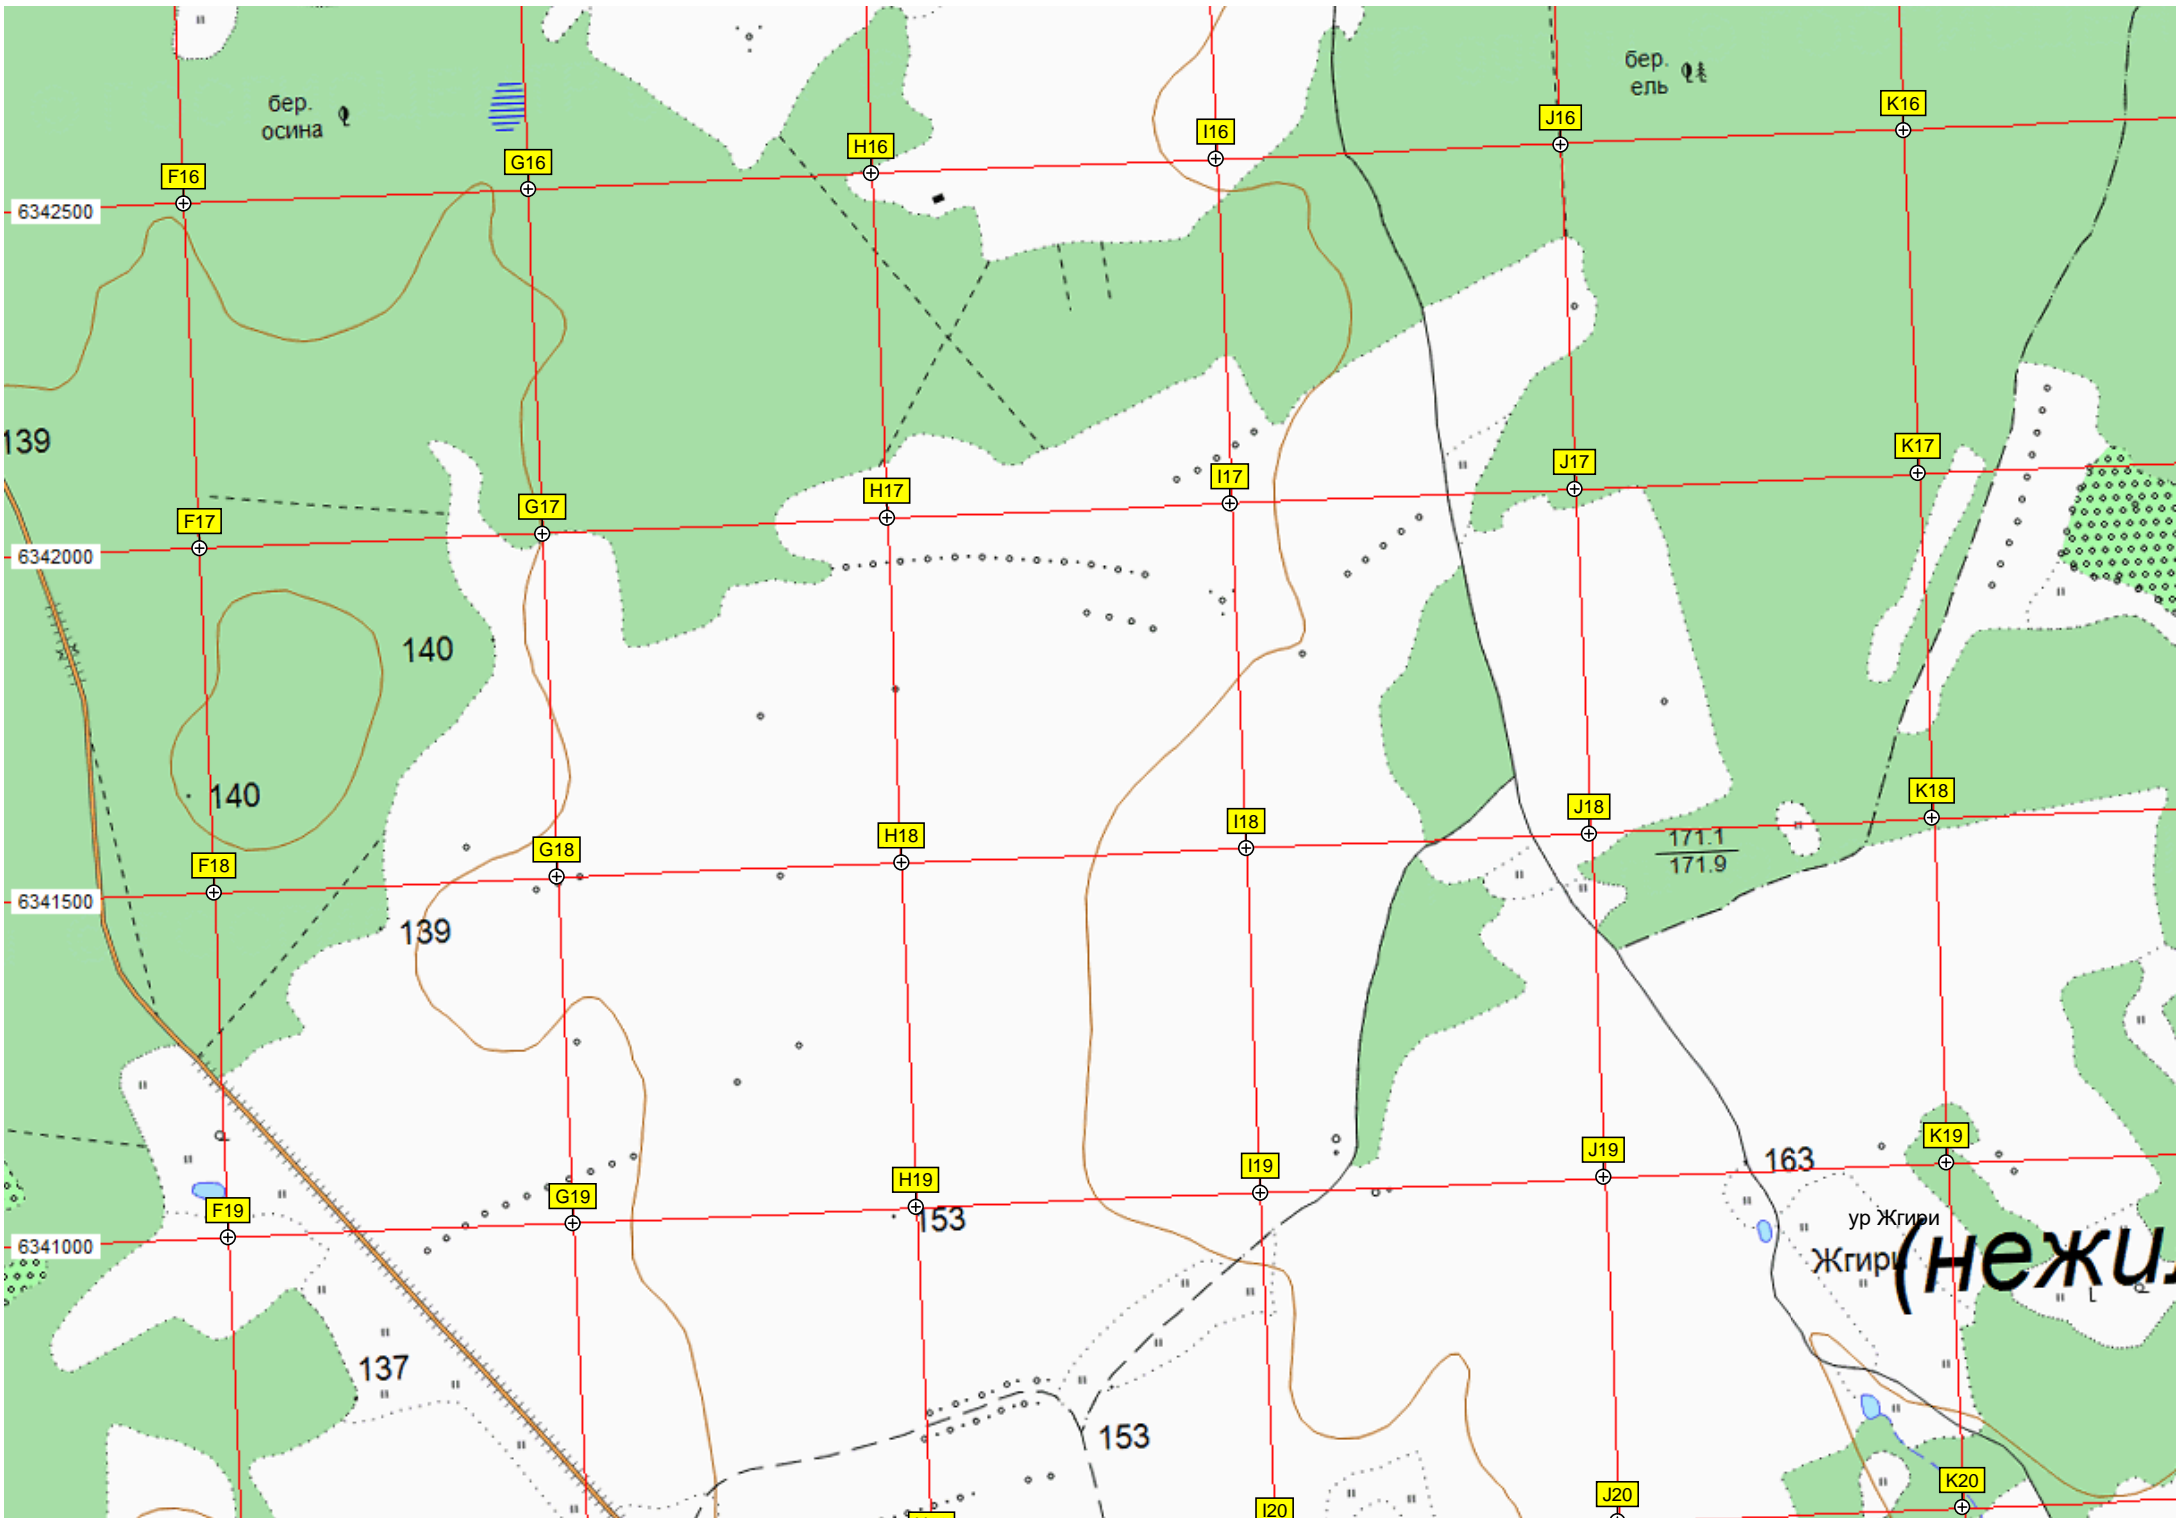 бер.
осина
бер.
ель
F16
G16
H16
I16
J16
K16
6342500
139
F17
G17
H17
I17
J17
K17
6342000
140
140
F18
G18
H18
I18
J18
K18
171.1
171.9
6341500
139
F19
G19
H19
I19
J19
K19
163
153
ур Жгири
Жгири
(нежи
6341000
137
153
I20
J20
K20